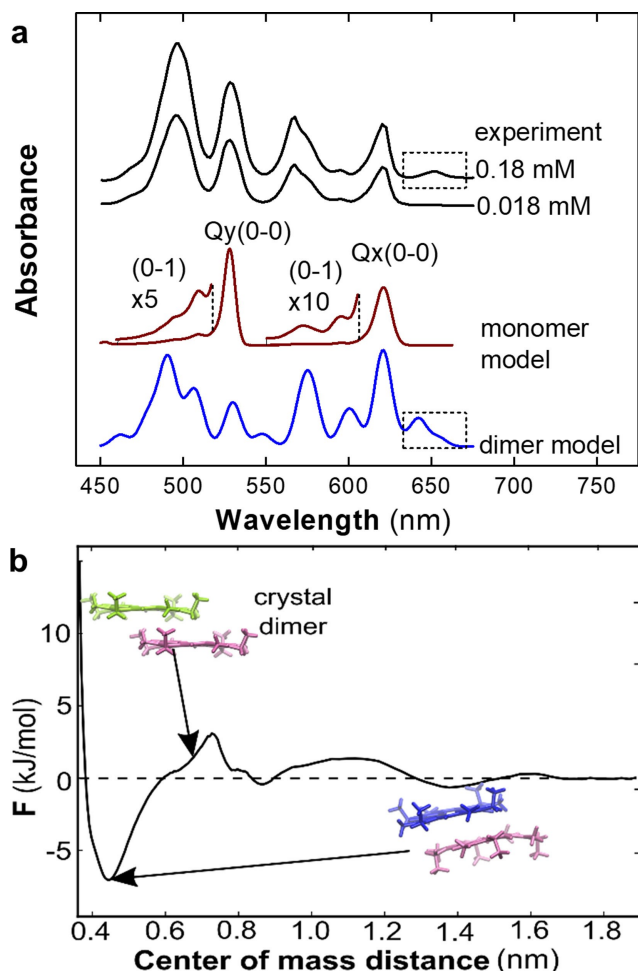 a
Absorbance
experiment
0.18 mM
0.018 mM
Qy(0-0)
Qx(0-0)
(0-1)
x5
(0-1)
x10
monomer
model
dimer model
450 500 550 600 650 700 750
Wavelength (nm)
b
crystal
dimer
F (kJ/mol)
10
5
0
-5
0.4 0.6 0.8 1.0 1.2 1.4 1.6 1.8
Center of mass distance (nm)